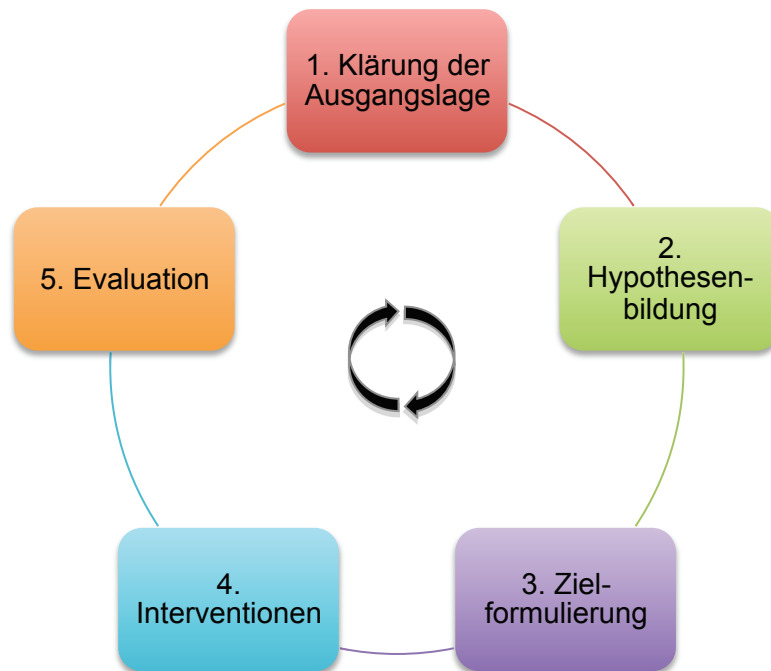 1. Klärung der
Ausgangslage
2.
Hypothesen-
bildung
3. Ziel-
formulierung
4.
Interventionen
5. Evaluation